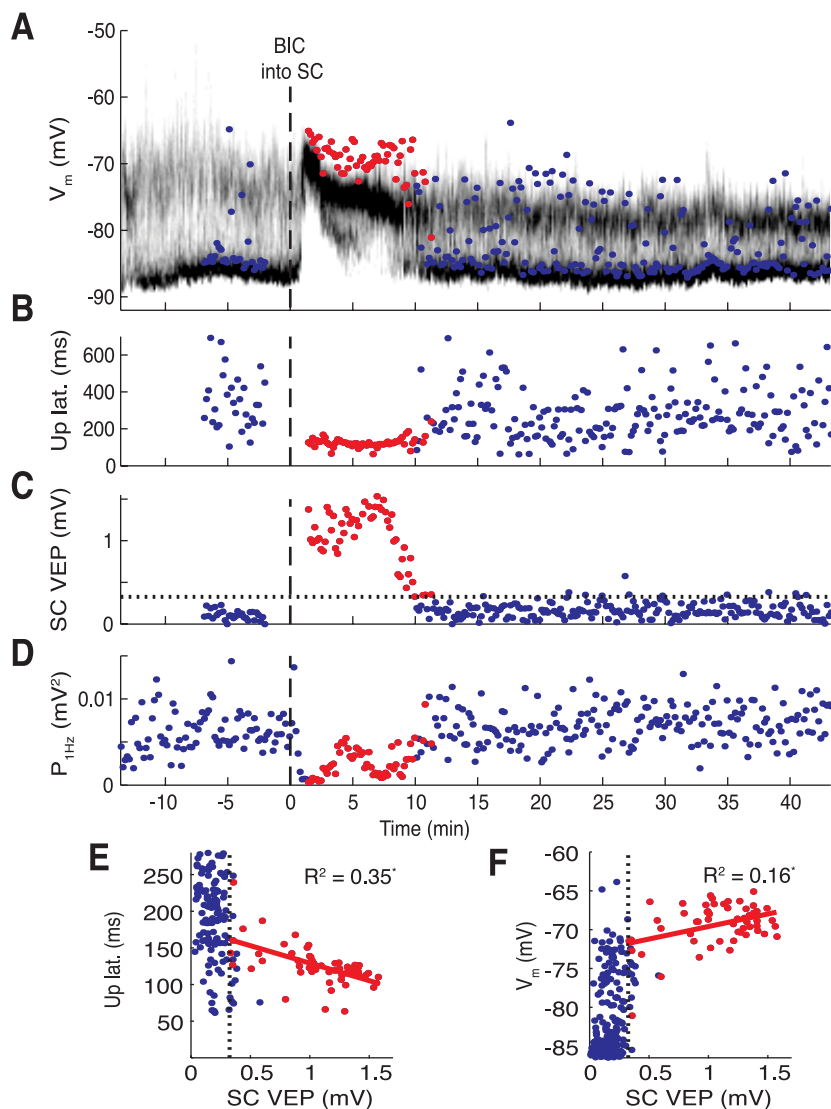 A
BIC
into SC
V_m (mV)
-50
-60
-70
-80
-90
B
Up lat. (ms)
600
400
200
0
C
SC VEP (mV)
1
0
D
P_1Hz (mV²)
0.01
0
-10 -5 0 5 10 15 20 25 30 35 40
Time (min)
E
R² = 0.35*
Up lat. (ms)
250
200
150
100
50
0 0.5 1 1.5
SC VEP (mV)
F
R² = 0.16*
V_m (mV)
-60
-65
-70
-75
-80
-85
0 0.5 1 1.5
SC VEP (mV)